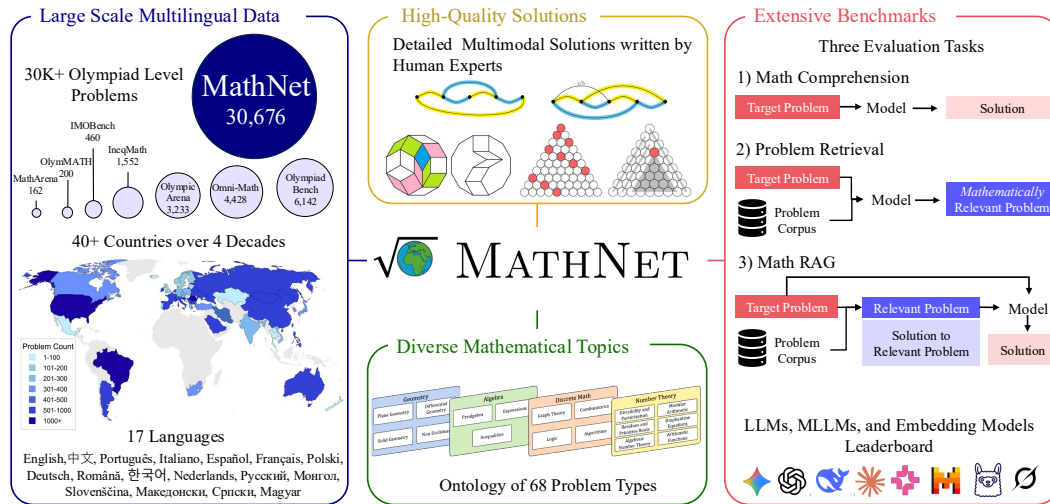 Large Scale Multilingual Data
30K+ Olympiad Level
Problems
MathNet
30,676
IMOBench
460
IneqMath
1,552
OlymMATH
200
MathArena
162
Olympic
Arena
3,233
Omni-Math
4,428
Olympiad
Bench
6,142
40+ Countries over 4 Decades
Problem Count
1-100
101-200
201-300
301-400
401-500
501-1000
1000+
17 Languages
English,中文, Português, Italiano, Español, Français, Polski,
Deutsch, Română, 한국어, Nederlands, Русский, Монгол,
Slovenščina, Македонски, Српски, Magyar
High-Quality Solutions
Detailed Multimodal Solutions written by
Human Experts
MATHNET
Diverse Mathematical Topics
Geometry
Plane Geometry
Differential
Geometry
Solid Geometry
Non Euclidean
Algebra
Prealgebra
Expressions
Inequalities
Discrete Math
Graph Theory
Combinatorics
Logic
Algorithms
Number Theory
Divisibility and
Factorization
Modular
Arithmetic
Residues and
Primitive Roots
Diophantine
Equations
Algebraic
Number Theory
Arithmetic
Functions
Ontology of 68 Problem Types
Extensive Benchmarks
Three Evaluation Tasks
1) Math Comprehension
Target Problem
Model
Solution
2) Problem Retrieval
Target Problem
Problem
Corpus
Model
Mathematically
Relevant Problem
3) Math RAG
Target Problem
Problem
Corpus
Relevant Problem
Solution to
Relevant Problem
Model
Solution
LLMs, MLLMs, and Embedding Models
Leaderboard